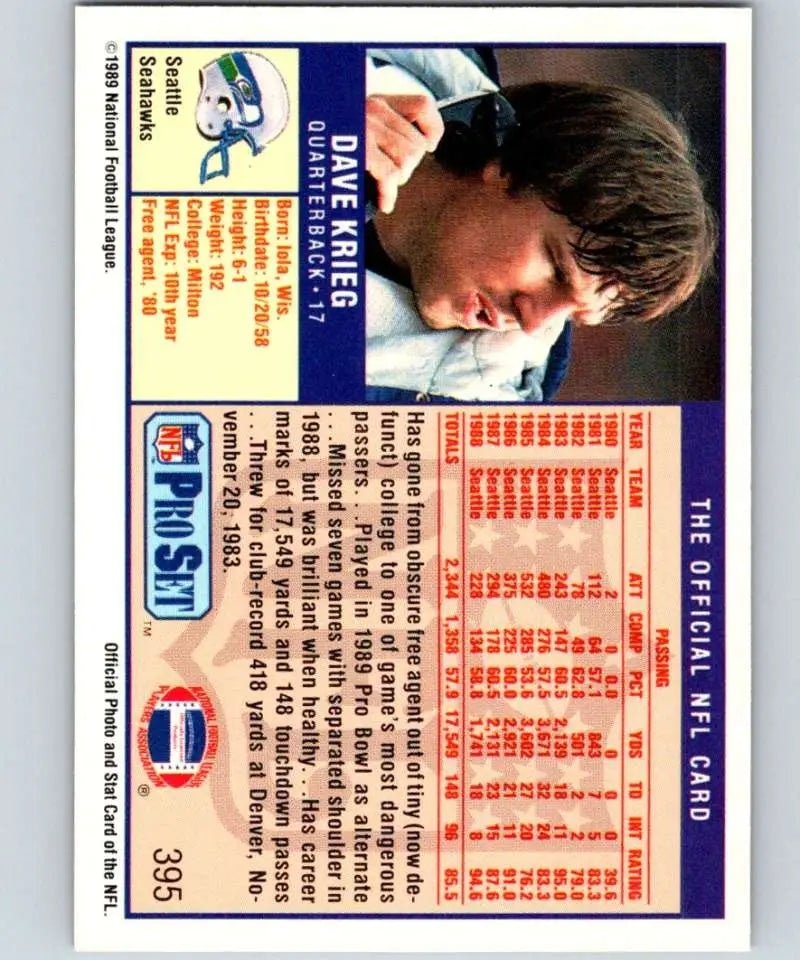 THE OFFICIAL NFL CARD
DAVE KRIEG
QUARTERBACK • 17
Seattle
Seahawks
Born: Iola, Wis.
Birthdate: 10/20/58
Height: 6-1
Weight: 192
College: Milton
NFL Exp: 10th year
Free agent, '80
PASSING
YEAR TEAM ATT COMP PCT YDS TD INT RATING
1980 Seattle 2 0 0.0 0 0 0 39.6
1981 Seattle 112 64 57.1 843 7 5 83.3
1982 Seattle 78 49 62.8 501 2 2 79.0
1983 Seattle 243 147 60.5 2,139 18 11 95.0
1984 Seattle 480 276 57.5 3,671 32 24 83.3
1985 Seattle 532 285 53.6 3,602 27 20 76.2
1986 Seattle 375 225 60.0 2,921 21 11 91.0
1987 Seattle 294 178 60.5 2,131 23 15 87.6
1988 Seattle 228 134 58.8 1,741 18 8 94.6
TOTALS 2,344 1,358 57.9 17,549 148 96 85.5
Has gone from obscure free agent out of tiny (now de-
funct) college to one of game's most dangerous
passers. . .Played in 1989 Pro Bowl as alternate
. . .Missed seven games with separated shoulder in
1988, but was brilliant when healthy. . .Has career
marks of 17,549 yards and 148 touchdown passes
. . .Threw for club-record 418 yards at Denver, No-
vember 20, 1983.
NFL PRO SET TM
NATIONAL FOOTBALL LEAGUE
PLAYERS ASSOCIATION ®
395
© 1989 National Football League.
Official Photo and Stat Card of the NFL.